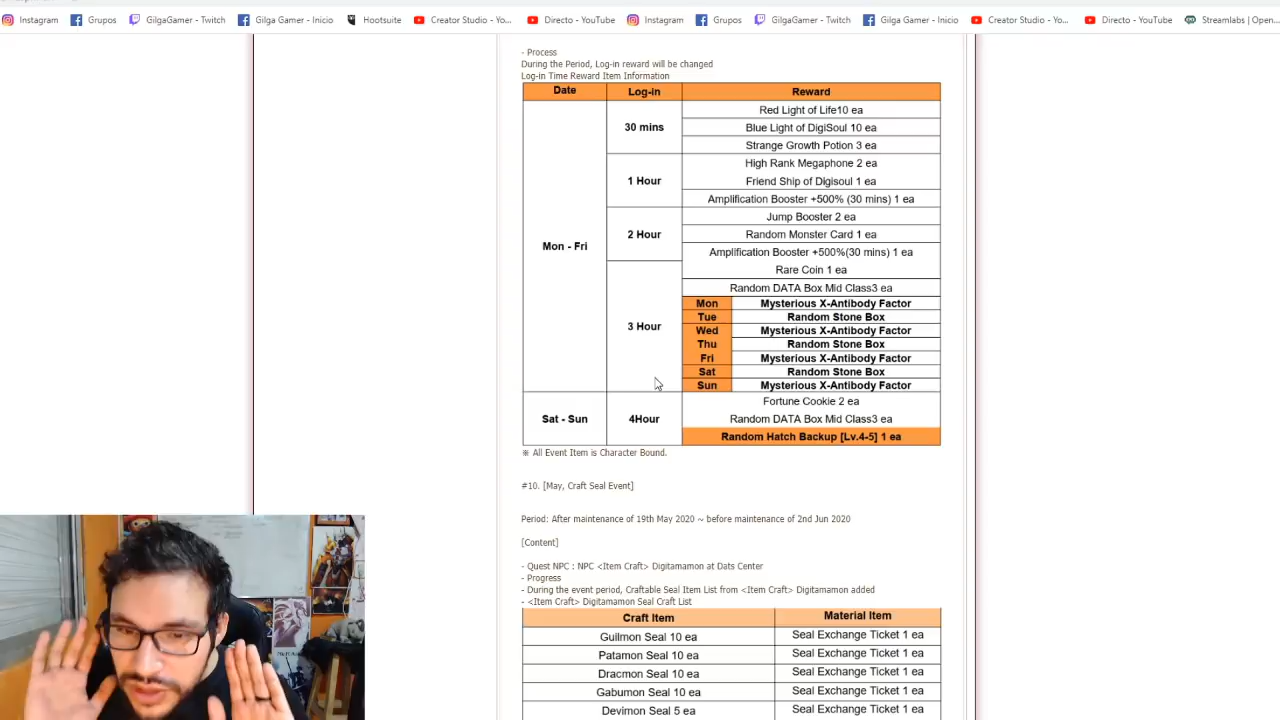 Instagram Grupos GilgaGamer - Twitch Gilga Gamer - Inicio Hootsuite Creator Studio - Yo... Directo - YouTube Instagram Grupos GilgaGamer - Twitch Gilga Gamer - Inicio Creator Studio - Yo... Directo - YouTube Streamlabs | Open...
- Process
During the Period, Log-in reward will be changed
Log-in Time Reward Item Information
Date Log-in Reward
Mon - Fri
30 mins
Red Light of Life10 ea
Blue Light of DigiSoul 10 ea
Strange Growth Potion 3 ea
1 Hour
High Rank Megaphone 2 ea
Friend Ship of Digisoul 1 ea
Amplification Booster +500% (30 mins) 1 ea
2 Hour
Jump Booster 2 ea
Random Monster Card 1 ea
Amplification Booster +500%(30 mins) 1 ea
3 Hour
Rare Coin 1 ea
Random DATA Box Mid Class3 ea
Mon Mysterious X-Antibody Factor
Tue Random Stone Box
Wed Mysterious X-Antibody Factor
Thu Random Stone Box
Fri Mysterious X-Antibody Factor
Sat Random Stone Box
Sun Mysterious X-Antibody Factor
Sat - Sun
4Hour
Fortune Cookie 2 ea
Random DATA Box Mid Class3 ea
Random Hatch Backup [Lv.4-5] 1 ea
※ All Event Item is Character Bound.
#10. [May, Craft Seal Event]
Period: After maintenance of 19th May 2020 ~ before maintenance of 2nd Jun 2020
[Content]
- Quest NPC : NPC <Item Craft> Digitamamon at Dats Center
- Progress
- During the event period, Craftable Seal Item List from <Item Craft> Digitamamon added
- <Item Craft> Digitamamon Seal Craft List
Craft Item Material Item
Guilmon Seal 10 ea Seal Exchange Ticket 1 ea
Patamon Seal 10 ea Seal Exchange Ticket 1 ea
Dracmon Seal 10 ea Seal Exchange Ticket 1 ea
Gabumon Seal 10 ea Seal Exchange Ticket 1 ea
Devimon Seal 5 ea Seal Exchange Ticket 1 ea